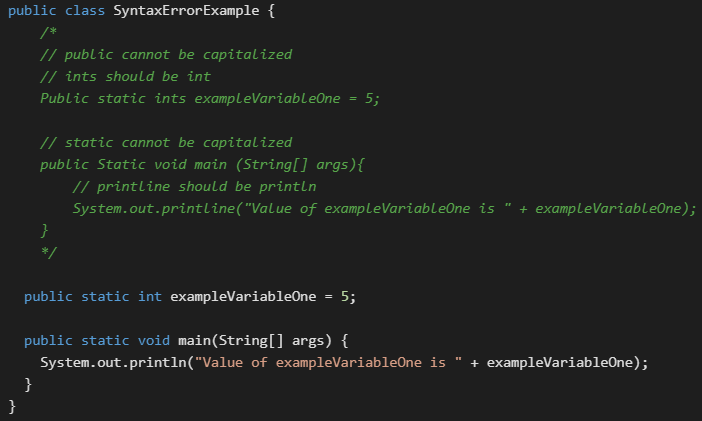 public class SyntaxErrorExample {
    /*
    // public cannot be capitalized
    // ints should be int
    Public static ints exampleVariableOne = 5;

    // static cannot be capitalized
    public Static void main (String[] args){
        // printline should be println
        System.out.printline("Value of exampleVariableOne is " + exampleVariableOne);
    }
    */

  public static int exampleVariableOne = 5;

  public static void main(String[] args) {
    System.out.println("Value of exampleVariableOne is " + exampleVariableOne);
  }
}